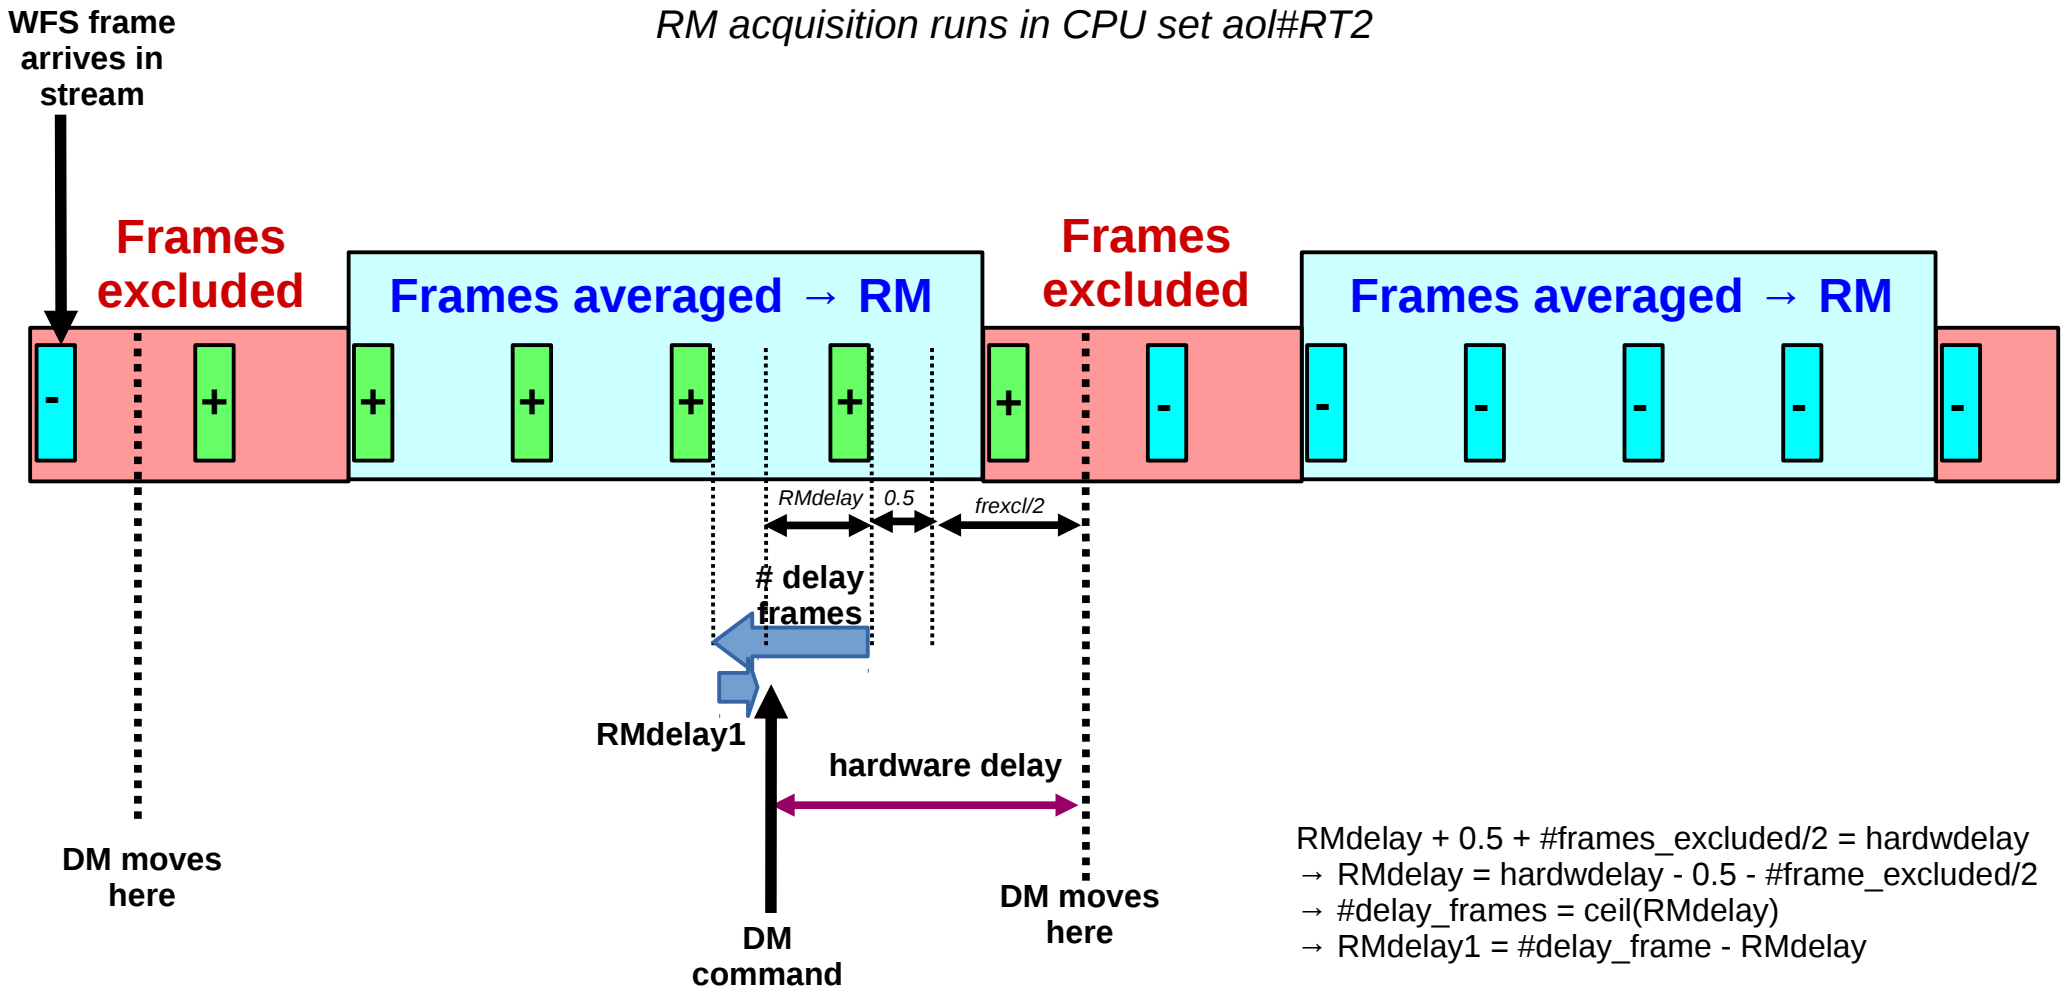 WFS frame
arrives in
stream
RM acquisition runs in CPU set aol#RT2
Frames
excluded
Frames averaged → RM
Frames
excluded
Frames averaged → RM
- + + + + + + - - - - - -
RMdelay 0.5 frexcl/2
# delay
frames
RMdelay1
hardware delay
DM moves
here
DM
command
DM moves
here
RMdelay + 0.5 + #frames_excluded/2 = hardwdelay
→ RMdelay = hardwdelay - 0.5 - #frame_excluded/2
→ #delay_frames = ceil(RMdelay)
→ RMdelay1 = #delay_frame - RMdelay